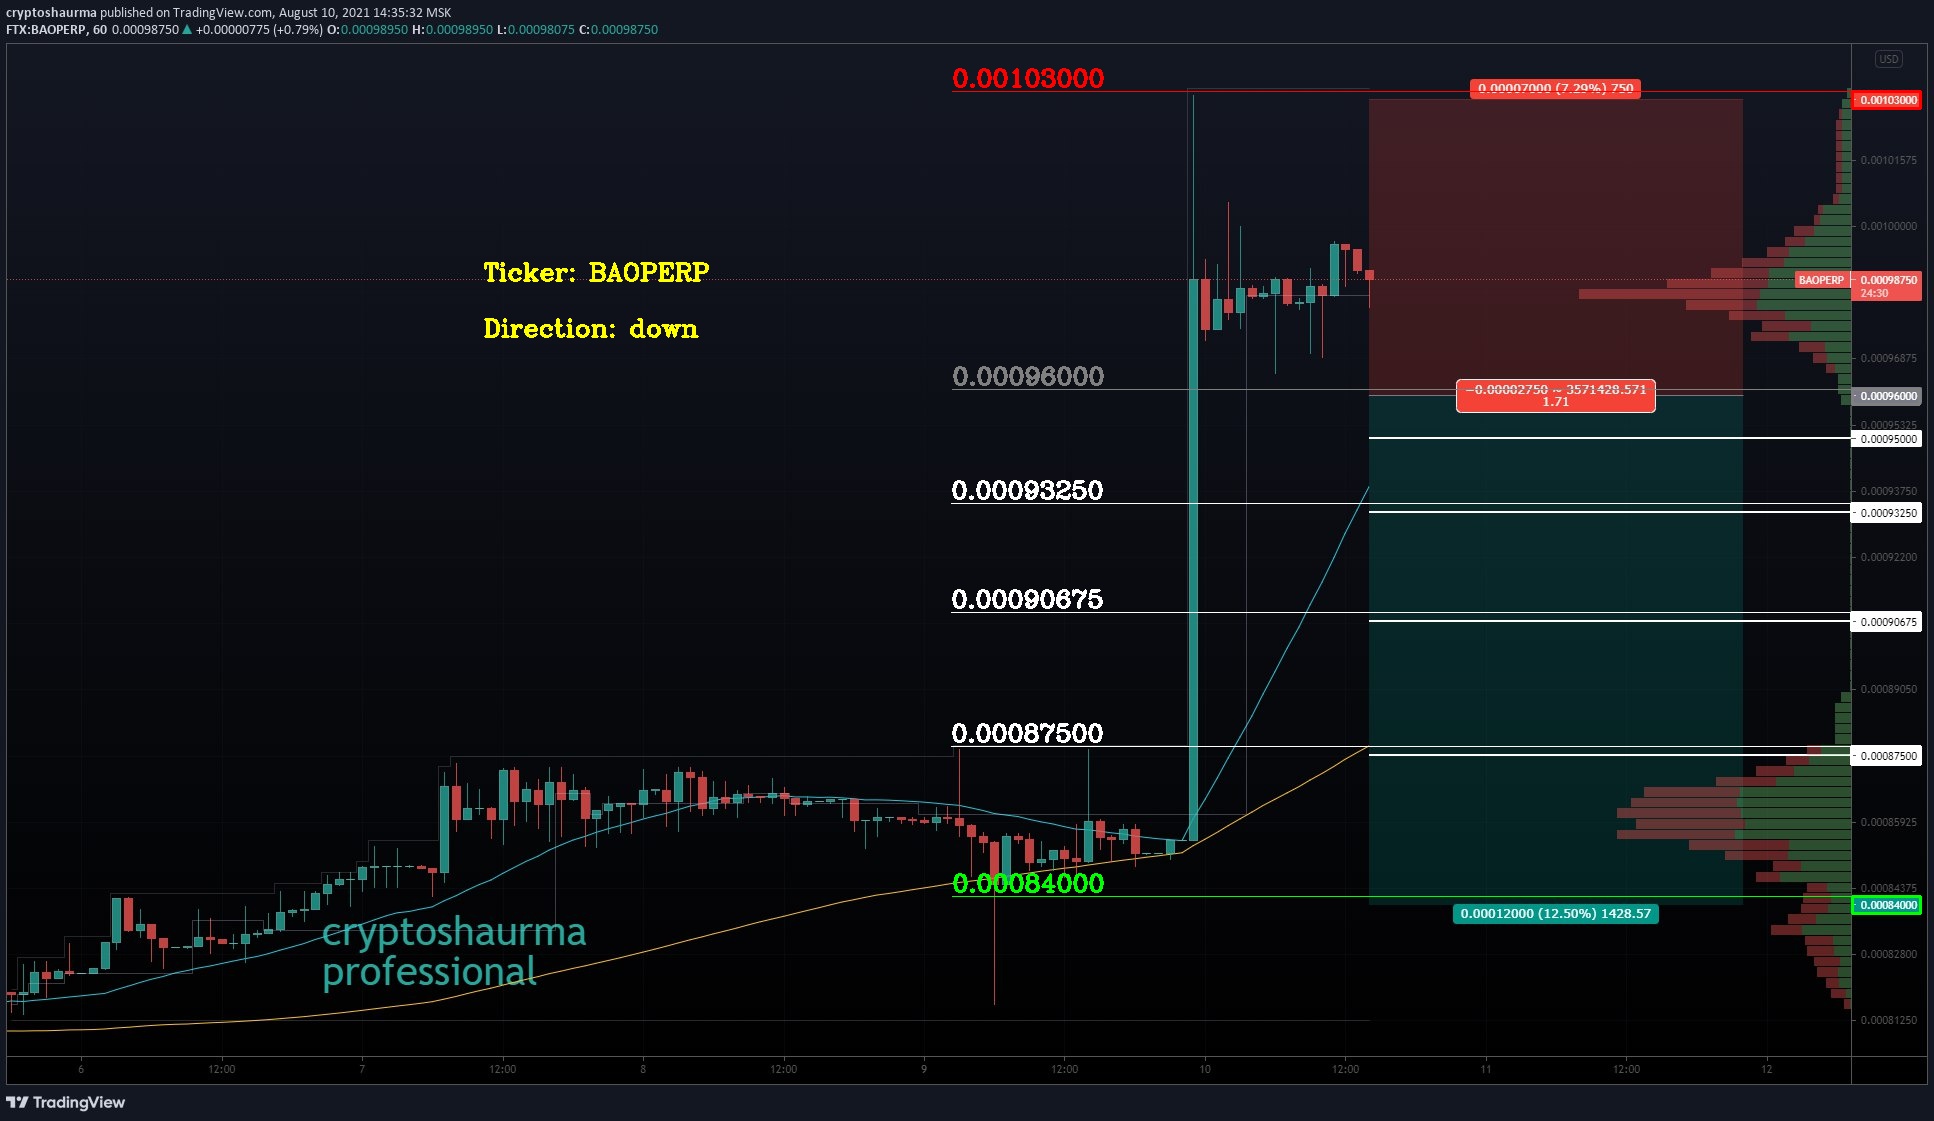 cryptoshaurma published on TradingView.com, August 10, 2021 14:35:32 MSK
FTX:BAOPERP, 60 0.00098750 ▲ +0.00000775 (+0.79%) O:0.00098950 H:0.00098950 L:0.00098075 C:0.00098750
USD
0.00103000
0.00007000 (7.29%) 750
0.00103000
0.00101575
0.00100000
Ticker: BAOPERP
BAOPERP
0.00098750
24:30
Direction: down
0.00096875
0.00096000
−0.00002750 ~ 3571428.571
1.71
0.00096000
0.00095325
0.00095000
0.00093250
0.00093750
0.00093250
0.00092200
0.00090675
0.00090675
0.00089050
0.00087500
0.00087500
0.00085925
0.00084000
0.00084375
0.00084000
0.00012000 (12.50%) 1428.57
cryptoshaurma
professional
0.00082800
0.00081250
6 12:00 7 12:00 8 12:00 9 12:00 10 12:00 11 12:00 12
TradingView